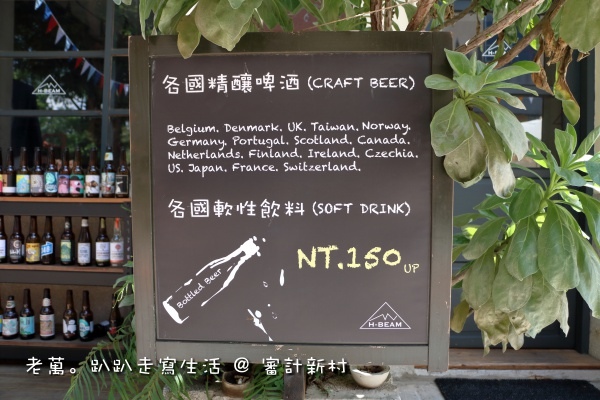 各國精釀啤酒 (CRAFT BEER)
Belgium. Denmark. UK. Taiwan. Norway.
Germany. Portugal. Scotland. Canada.
Netherlands. Finland. Ireland. Czechia.
US. Japan. France. Switzerland.
各國軟性飲料 (SOFT DRINK)
NT.150 UP
Bottled Beer
H-BEAM
H-BEAM
H-BEAM
老萬。趴趴走寫生活 @ 審計新村